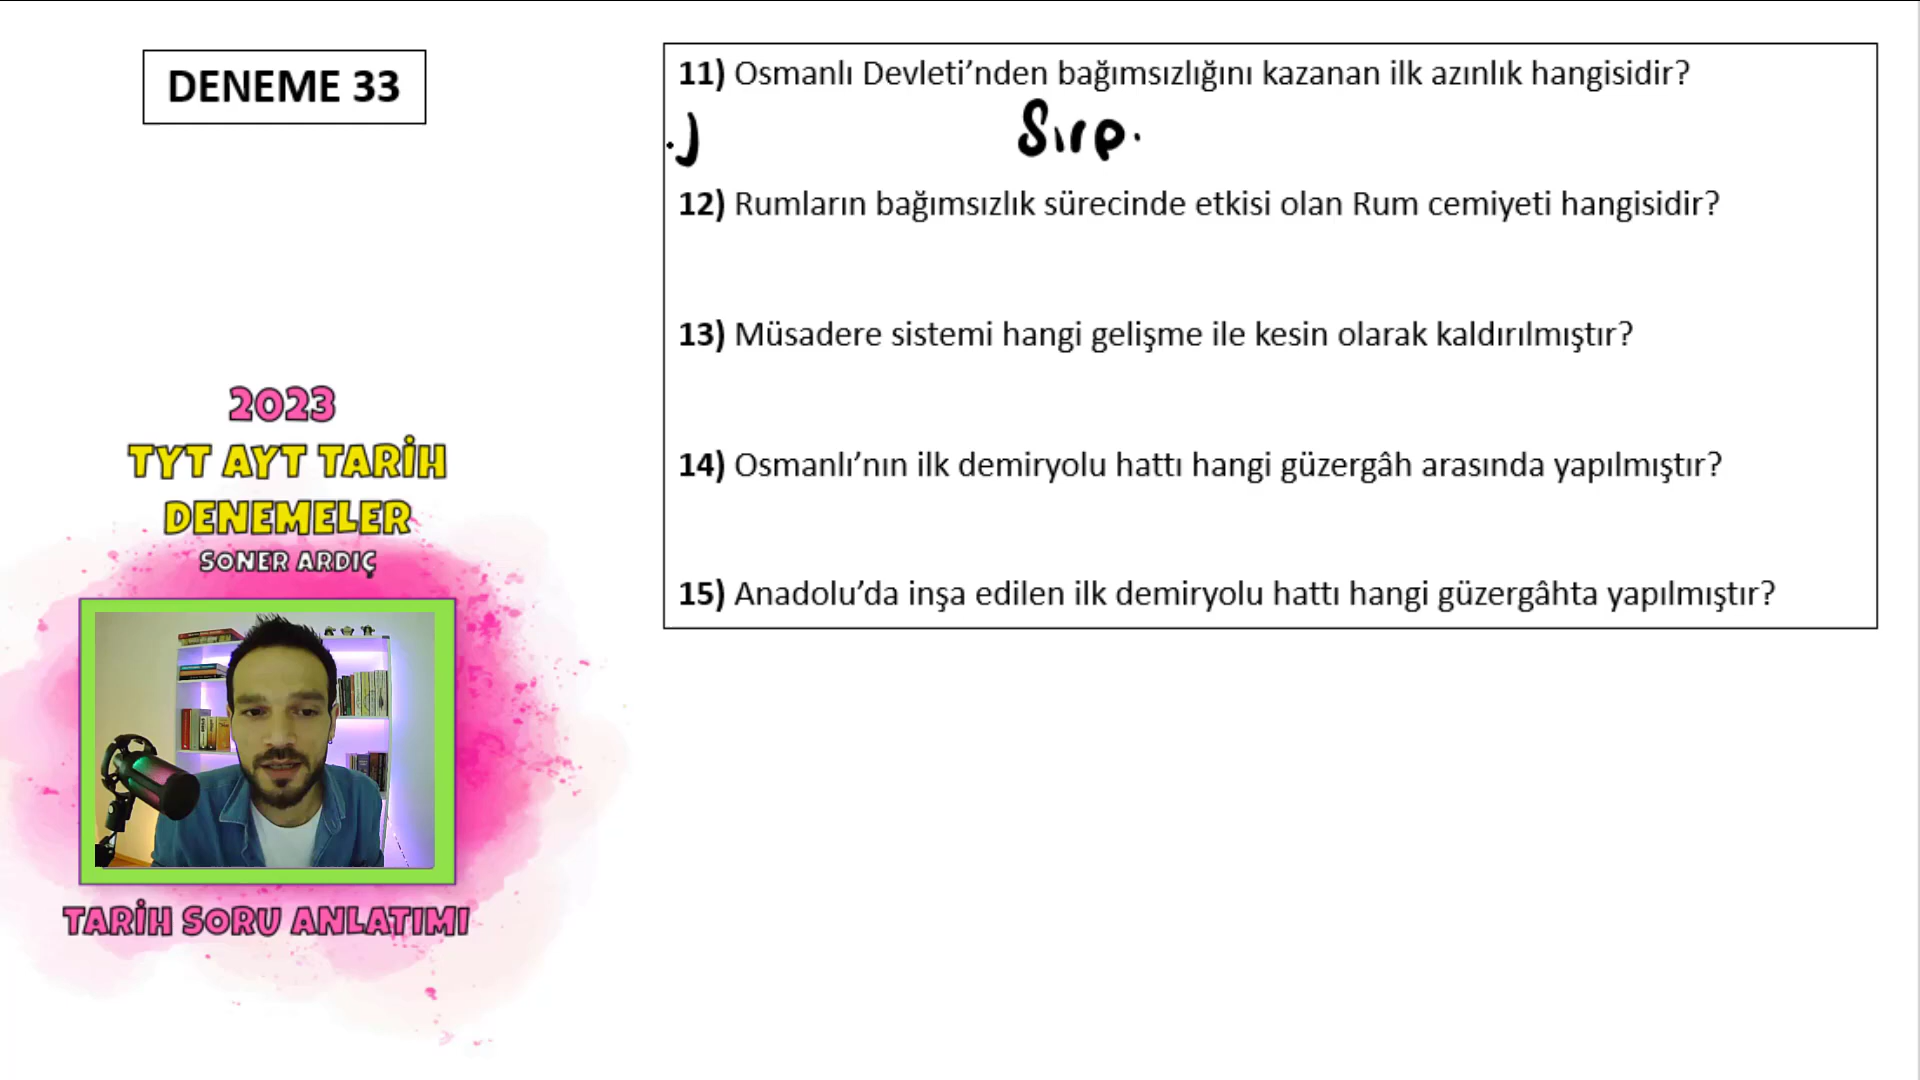 DENEME 33
11) Osmanlı Devleti’nden bağımsızlığını kazanan ilk azınlık hangisidir?
.) Sırp.
12) Rumların bağımsızlık sürecinde etkisi olan Rum cemiyeti hangisidir?
13) Müsadere sistemi hangi gelişme ile kesin olarak kaldırılmıştır?
14) Osmanlı’nın ilk demiryolu hattı hangi güzergâh arasında yapılmıştır?
15) Anadolu’da inşa edilen ilk demiryolu hattı hangi güzergâhta yapılmıştır?
2023
TYT AYT TARİH
DENEMELER
SONER ARDIÇ
TARİH SORU ANLATIMI